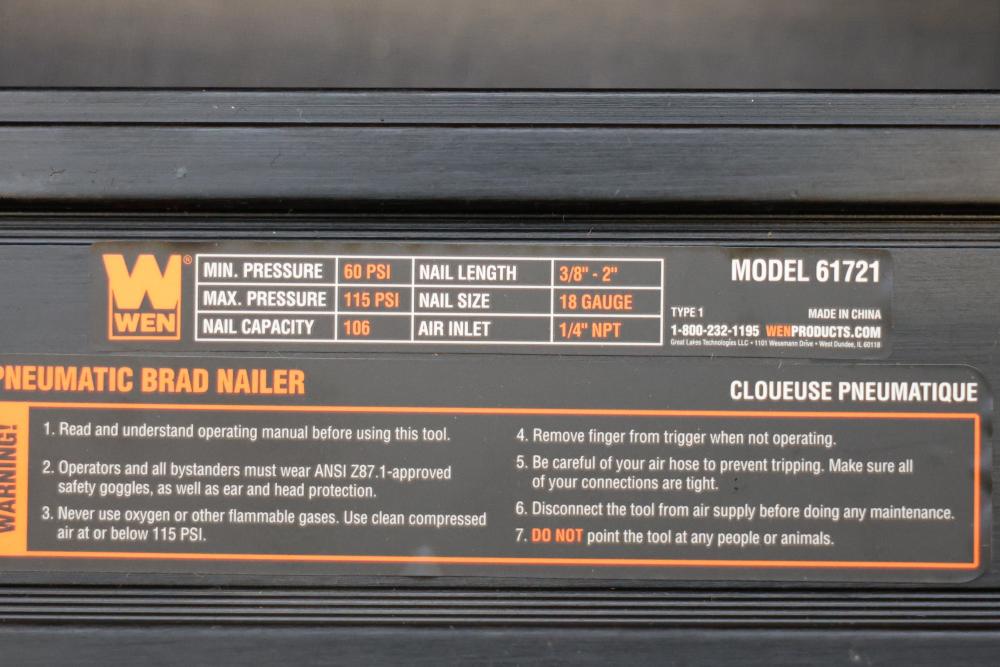 WEN®
MIN. PRESSURE 60 PSI NAIL LENGTH 3/8" - 2"
MAX. PRESSURE 115 PSI NAIL SIZE 18 GAUGE
NAIL CAPACITY 106 AIR INLET 1/4" NPT
MODEL 61721
TYPE 1 MADE IN CHINA
1-800-232-1195 WENPRODUCTS.COM
Great Lakes Technologies LLC • 1101 Wesemann Drive • West Dundee, IL 60118
PNEUMATIC BRAD NAILER
CLOUEUSE PNEUMATIQUE
WARNING!
1. Read and understand operating manual before using this tool.
2. Operators and all bystanders must wear ANSI Z87.1-approved
safety goggles, as well as ear and head protection.
3. Never use oxygen or other flammable gases. Use clean compressed
air at or below 115 PSI.
4. Remove finger from trigger when not operating.
5. Be careful of your air hose to prevent tripping. Make sure all
of your connections are tight.
6. Disconnect the tool from air supply before doing any maintenance.
7. DO NOT point the tool at any people or animals.